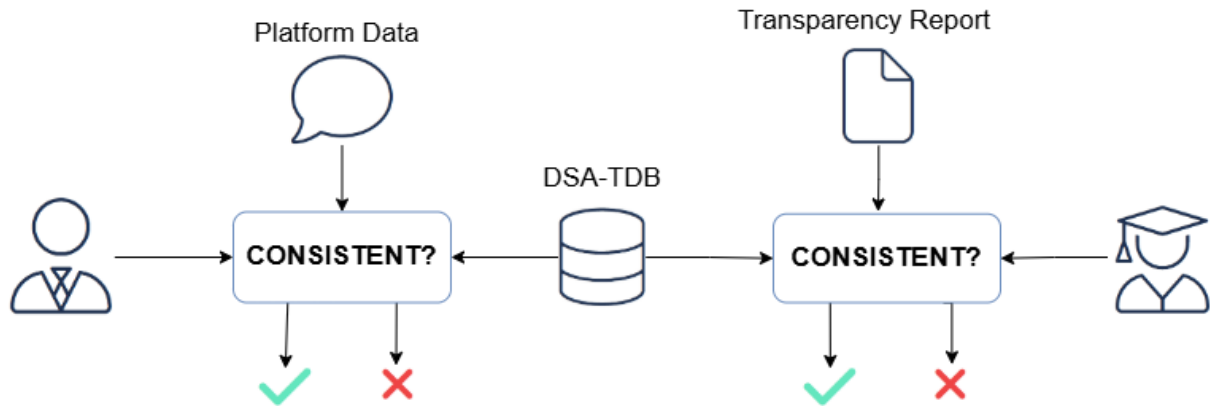 Platform Data
Transparency Report
DSA-TDB
CONSISTENT?
CONSISTENT?